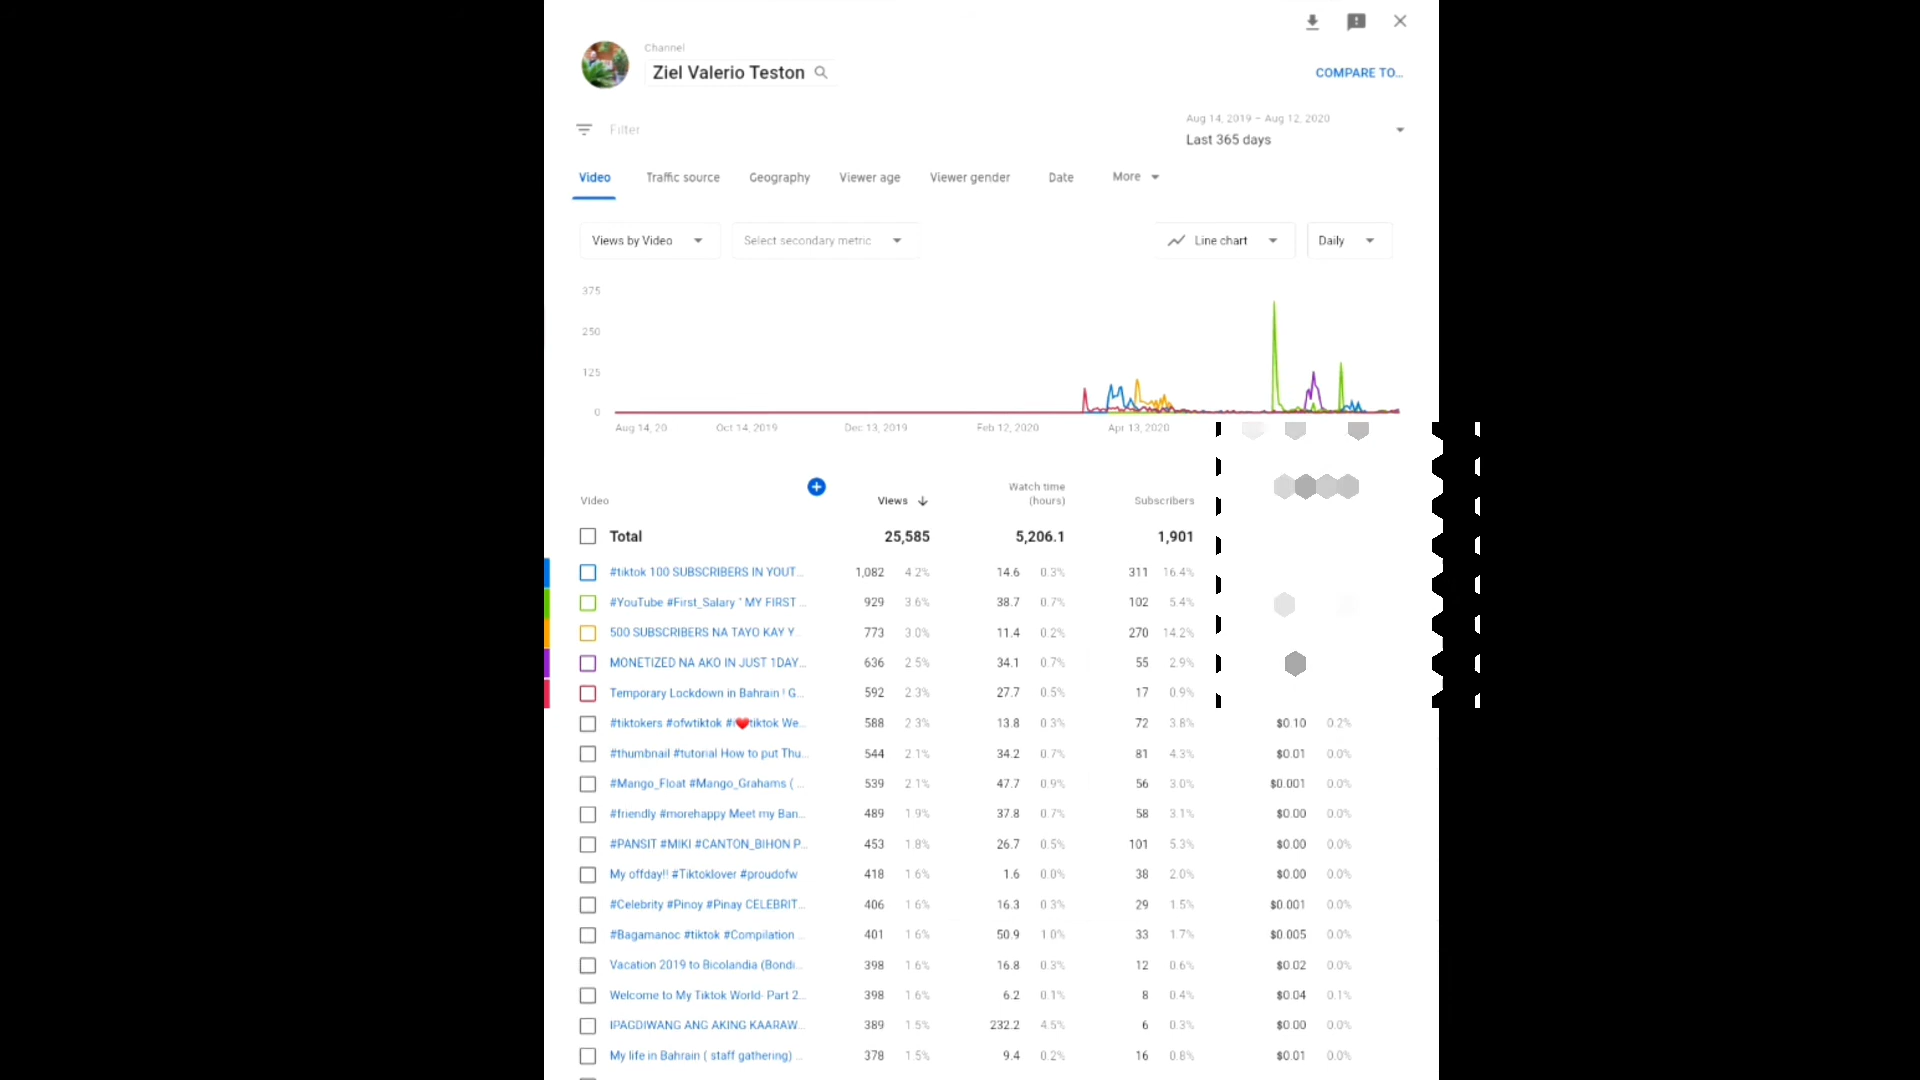 Channel
Ziel Valerio Teston
COMPARE TO...
Filter
Aug 14, 2019 – Aug 12, 2020
Last 365 days
Video Traffic source Geography Viewer age Viewer gender Date More
Views by Video Select secondary metric Line chart Daily
375
250
125
0
Aug 14, 20 Oct 14, 2019 Dec 13, 2019 Feb 12, 2020 Apr 13, 2020
Video Views Watch time (hours) Subscribers
Total 25,585 5,206.1 1,901
#tiktok 100 SUBSCRIBERS IN YOUT... 1,082 4.2% 14.6 0.3% 311 16.4%
#YouTube #First_Salary ' MY FIRST ... 929 3.6% 38.7 0.7% 102 5.4%
500 SUBSCRIBERS NA TAYO KAY Y... 773 3.0% 11.4 0.2% 270 14.2%
MONETIZED NA AKO IN JUST 1DAY... 636 2.5% 34.1 0.7% 55 2.9%
Temporary Lockdown in Bahrain ! G... 592 2.3% 27.7 0.5% 17 0.9%
#tiktokers #ofwtiktok #i❤tiktok We... 588 2.3% 13.8 0.3% 72 3.8% $0.10 0.2%
#thumbnail #tutorial How to put Thu... 544 2.1% 34.2 0.7% 81 4.3% $0.01 0.0%
#Mango_Float #Mango_Grahams ( ... 539 2.1% 47.7 0.9% 56 3.0% $0.001 0.0%
#friendly #morehappy Meet my Ban... 489 1.9% 37.8 0.7% 58 3.1% $0.00 0.0%
#PANSIT #MIKI #CANTON_BIHON P... 453 1.8% 26.7 0.5% 101 5.3% $0.00 0.0%
My offday!! #Tiktoklover #proudofw 418 1.6% 1.6 0.0% 38 2.0% $0.00 0.0%
#Celebrity #Pinoy #Pinay CELEBRIT... 406 1.6% 16.3 0.3% 29 1.5% $0.001 0.0%
#Bagamanoc #tiktok #Compilation ... 401 1.6% 50.9 1.0% 33 1.7% $0.005 0.0%
Vacation 2019 to Bicolandia (Bondi... 398 1.6% 16.8 0.3% 12 0.6% $0.02 0.0%
Welcome to My Tiktok World- Part 2... 398 1.6% 6.2 0.1% 8 0.4% $0.04 0.1%
IPAGDIWANG ANG AKING KAARAW... 389 1.5% 232.2 4.5% 6 0.3% $0.00 0.0%
My life in Bahrain ( staff gathering) ... 378 1.5% 9.4 0.2% 16 0.8% $0.01 0.0%